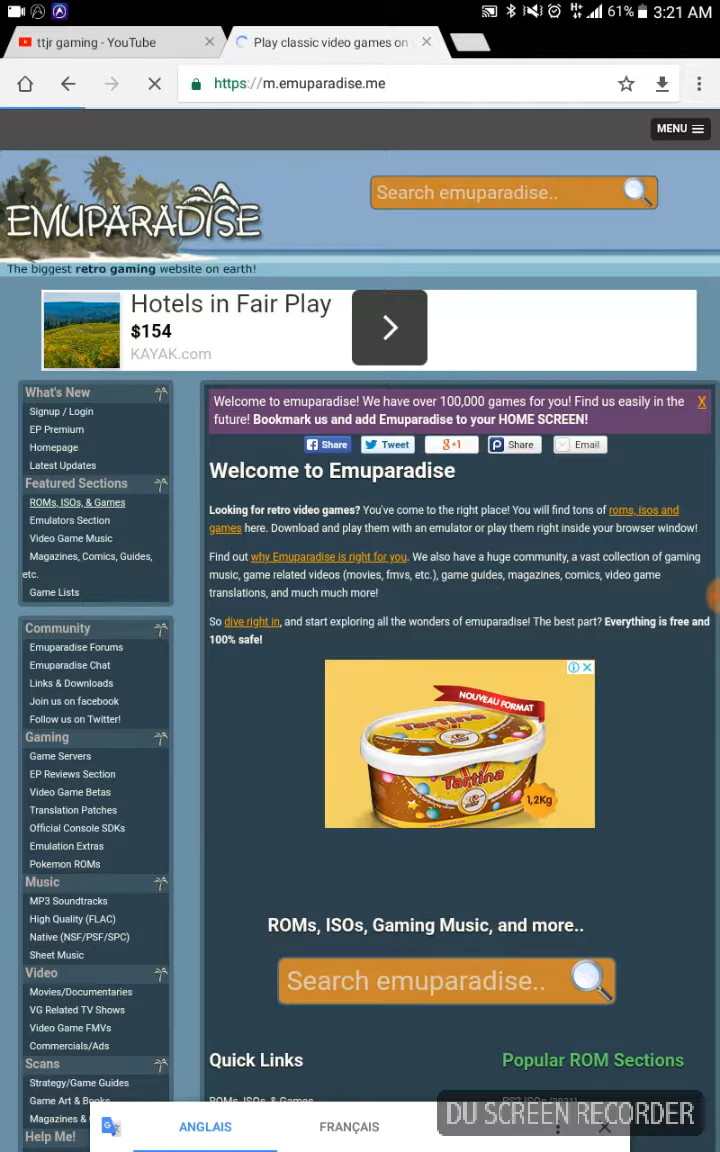 61% 3:21 AM
ttjr gaming - YouTube
Play classic video games on
https://m.emuparadise.me
MENU
EMUPARADISE
Search emuparadise..
The biggest retro gaming website on earth!
Hotels in Fair Play
$154
KAYAK.com
What's New
Signup / Login
EP Premium
Homepage
Latest Updates
Featured Sections
ROMs, ISOs, & Games
Emulators Section
Video Game Music
Magazines, Comics, Guides,
etc.
Game Lists
Community
Emuparadise Forums
Emuparadise Chat
Links & Downloads
Join us on facebook
Follow us on Twitter!
Gaming
Game Servers
EP Reviews Section
Video Game Betas
Translation Patches
Official Console SDKs
Emulation Extras
Pokemon ROMs
Music
MP3 Soundtracks
High Quality (FLAC)
Native (NSF/PSF/SPC)
Sheet Music
Video
Movies/Documentaries
VG Related TV Shows
Video Game FMVs
Commercials/Ads
Scans
Strategy/Game Guides
Game Art & Books
Magazines &
Help Me!
Welcome to emuparadise! We have over 100,000 games for you! Find us easily in the X
future! Bookmark us and add Emuparadise to your HOME SCREEN!
Share Tweet g+1 Share Email
Welcome to Emuparadise
Looking for retro video games? You've come to the right place! You will find tons of roms, isos and
games here. Download and play them with an emulator or play them right inside your browser window!
Find out why Emuparadise is right for you. We also have a huge community, a vast collection of gaming
music, game related videos (movies, fmvs, etc.), game guides, magazines, comics, video game
translations, and much much more!
So dive right in, and start exploring all the wonders of emuparadise! The best part? Everything is free and
100% safe!
NOUVEAU FORMAT
Tartina
Tartina
1,2Kg
ROMs, ISOs, Gaming Music, and more..
Search emuparadise..
Quick Links
Popular ROM Sections
ROMs, ISOs, & Games
DU SCREEN RECORDER
ANGLAIS FRANÇAIS